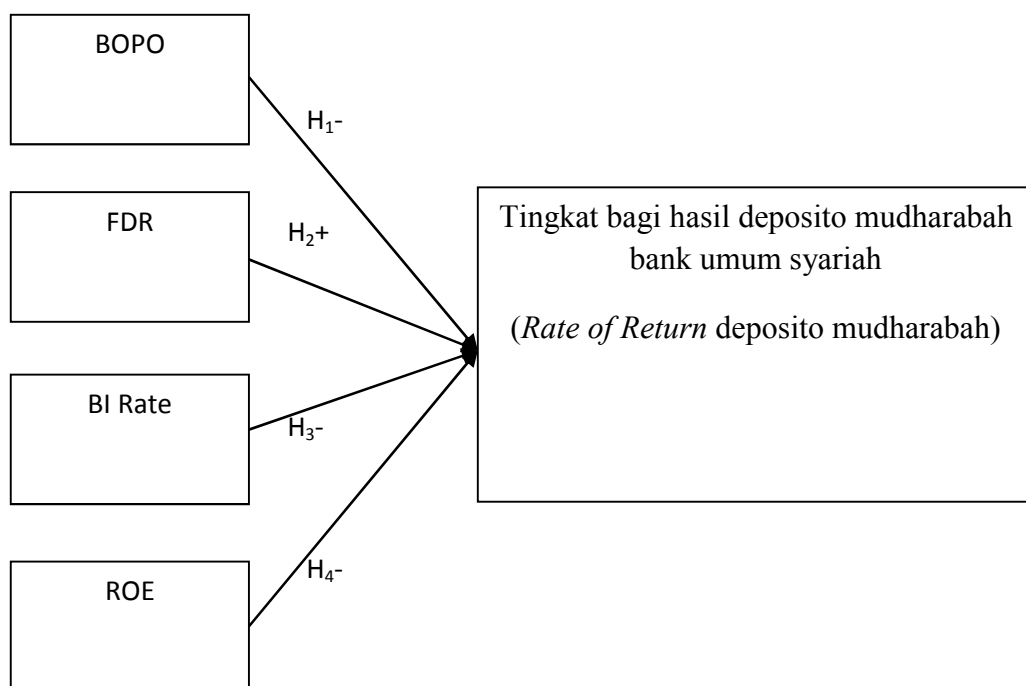 BOPO
H₁-
FDR
H₂+
BI Rate
H₃-
ROE
H₄-
Tingkat bagi hasil deposito mudharabah
bank umum syariah
(Rate of Return deposito mudharabah)